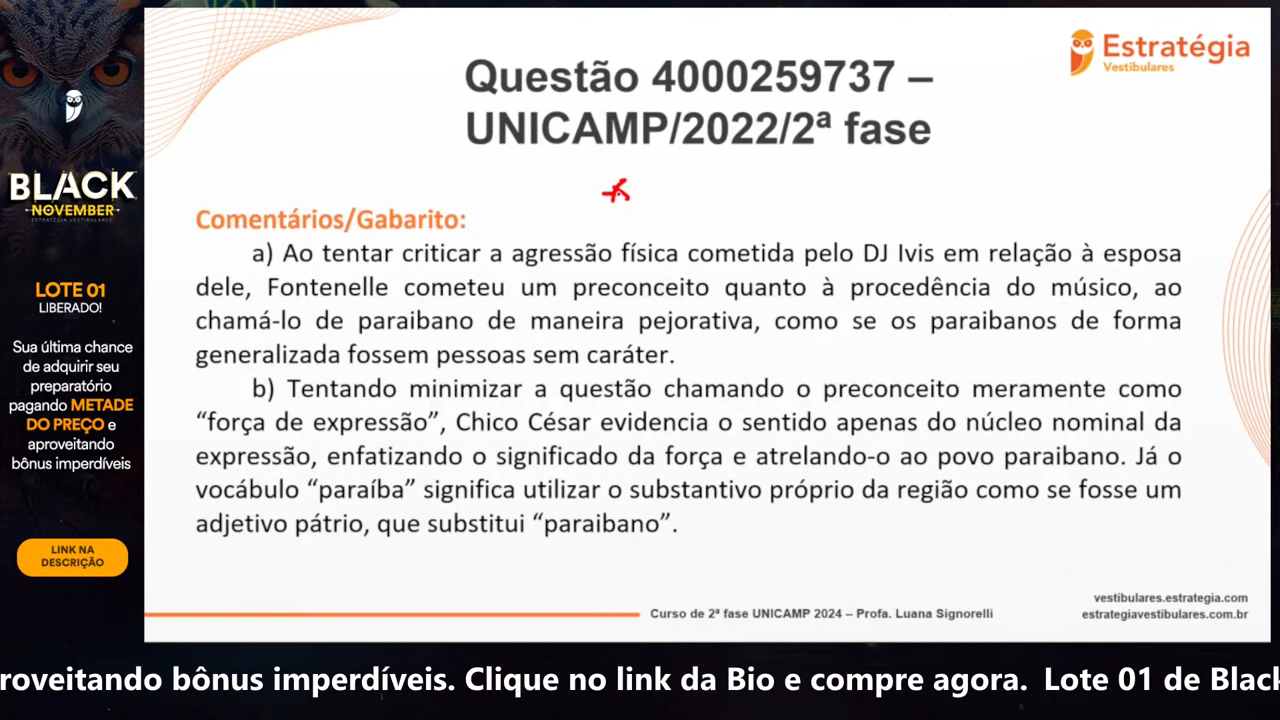 Estratégia
Vestibulares
Questão 4000259737 –
UNICAMP/2022/2ª fase
Comentários/Gabarito:
a) Ao tentar criticar a agressão física cometida pelo DJ Ivis em relação à esposa
dele, Fontenelle cometeu um preconceito quanto à procedência do músico, ao
chamá-lo de paraibano de maneira pejorativa, como se os paraibanos de forma
generalizada fossem pessoas sem caráter.
b) Tentando minimizar a questão chamando o preconceito meramente como
“força de expressão”, Chico César evidencia o sentido apenas do núcleo nominal da
expressão, enfatizando o significado da força e atrelando-o ao povo paraibano. Já o
vocábulo “paraíba” significa utilizar o substantivo próprio da região como se fosse um
adjetivo pátrio, que substitui “paraibano”.
Curso de 2ª fase UNICAMP 2024 – Profa. Luana Signorelli
vestibulares.estrategia.com
estrategiavestibulares.com.br
BLACK
NOVEMBER
ESTRATÉGIA VESTIBULARES
LOTE 01
LIBERADO!
Sua última chance
de adquirir seu
preparatório
pagando METADE
DO PREÇO e
aproveitando
bônus imperdíveis
LINK NA
DESCRIÇÃO
roveitando bônus imperdíveis. Clique no link da Bio e compre agora. Lote 01 de Black